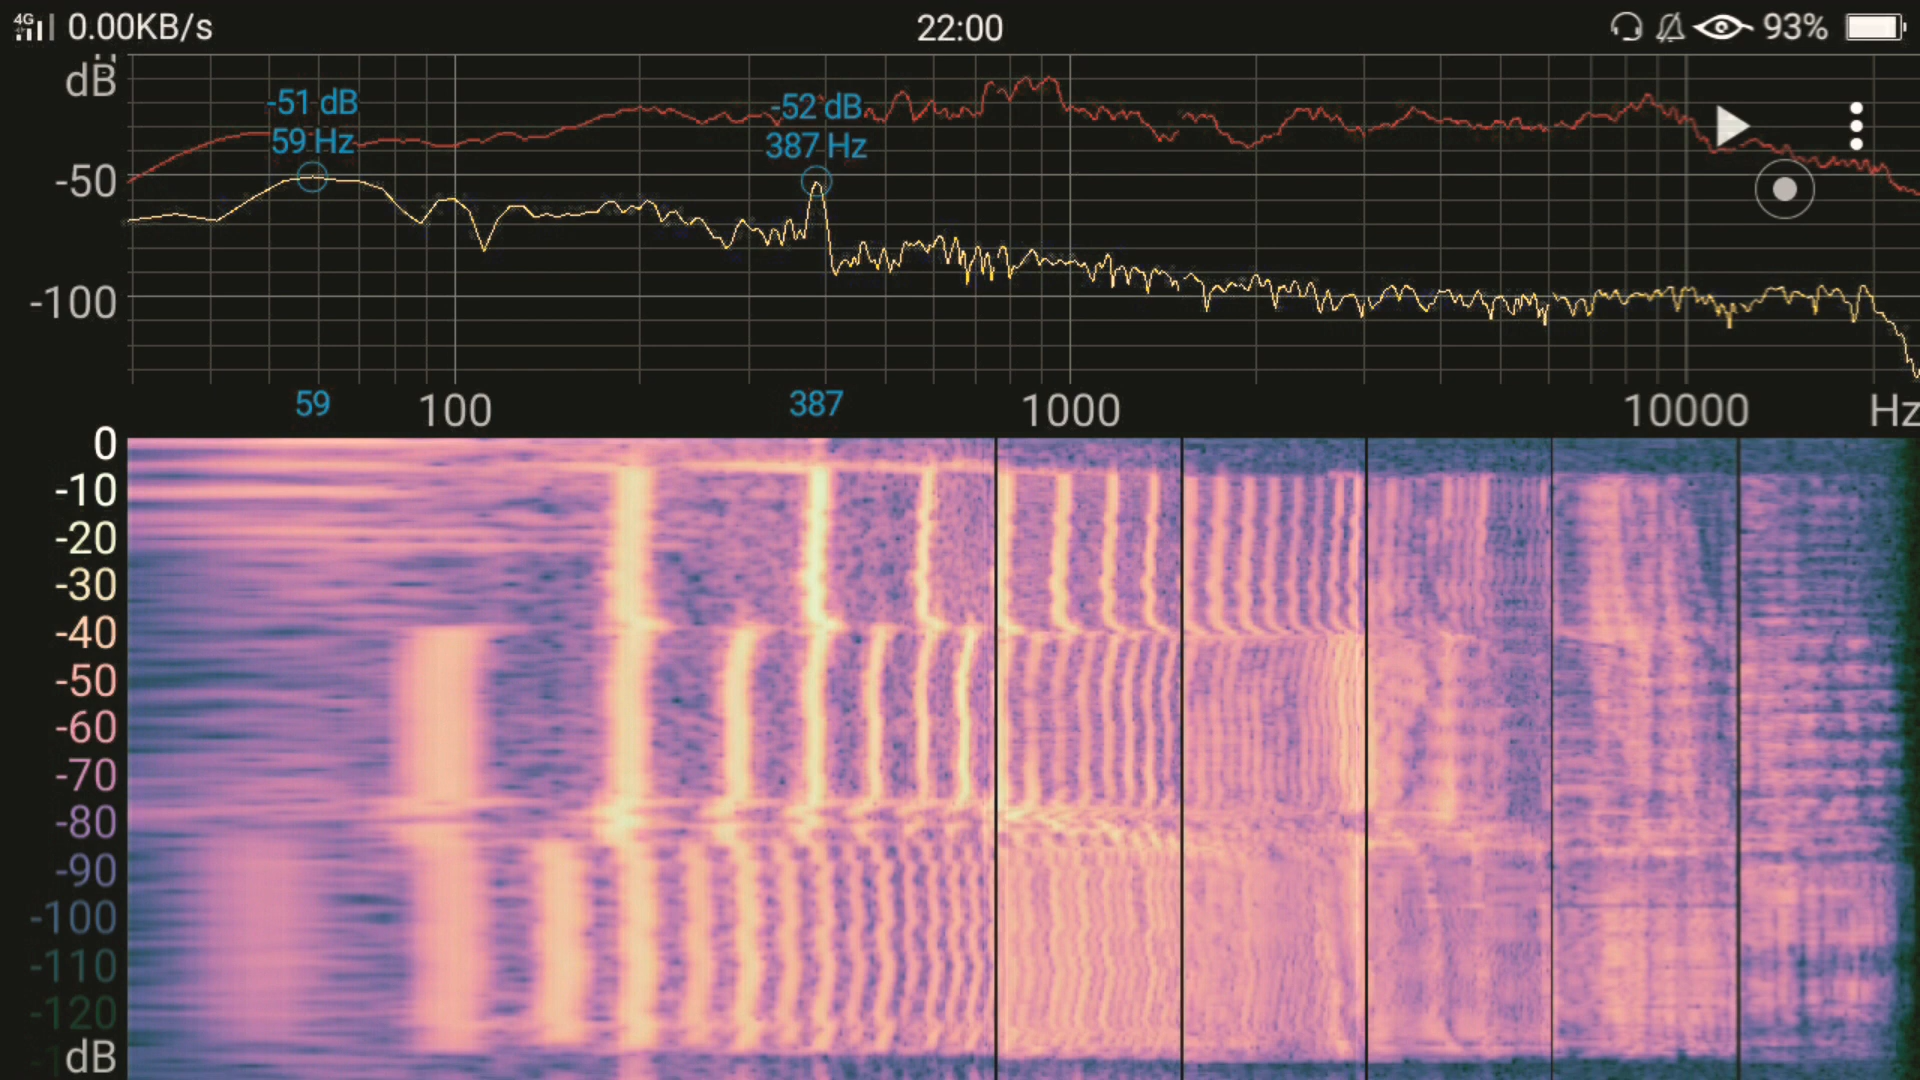 4G 0.00KB/s 22:00 93%
dB
-51 dB
59 Hz
-52 dB
387 Hz
-50
-100
59 100 387 1000 10000 Hz
0
-10
-20
-30
-40
-50
-60
-70
-80
-90
-100
-110
-120
dB